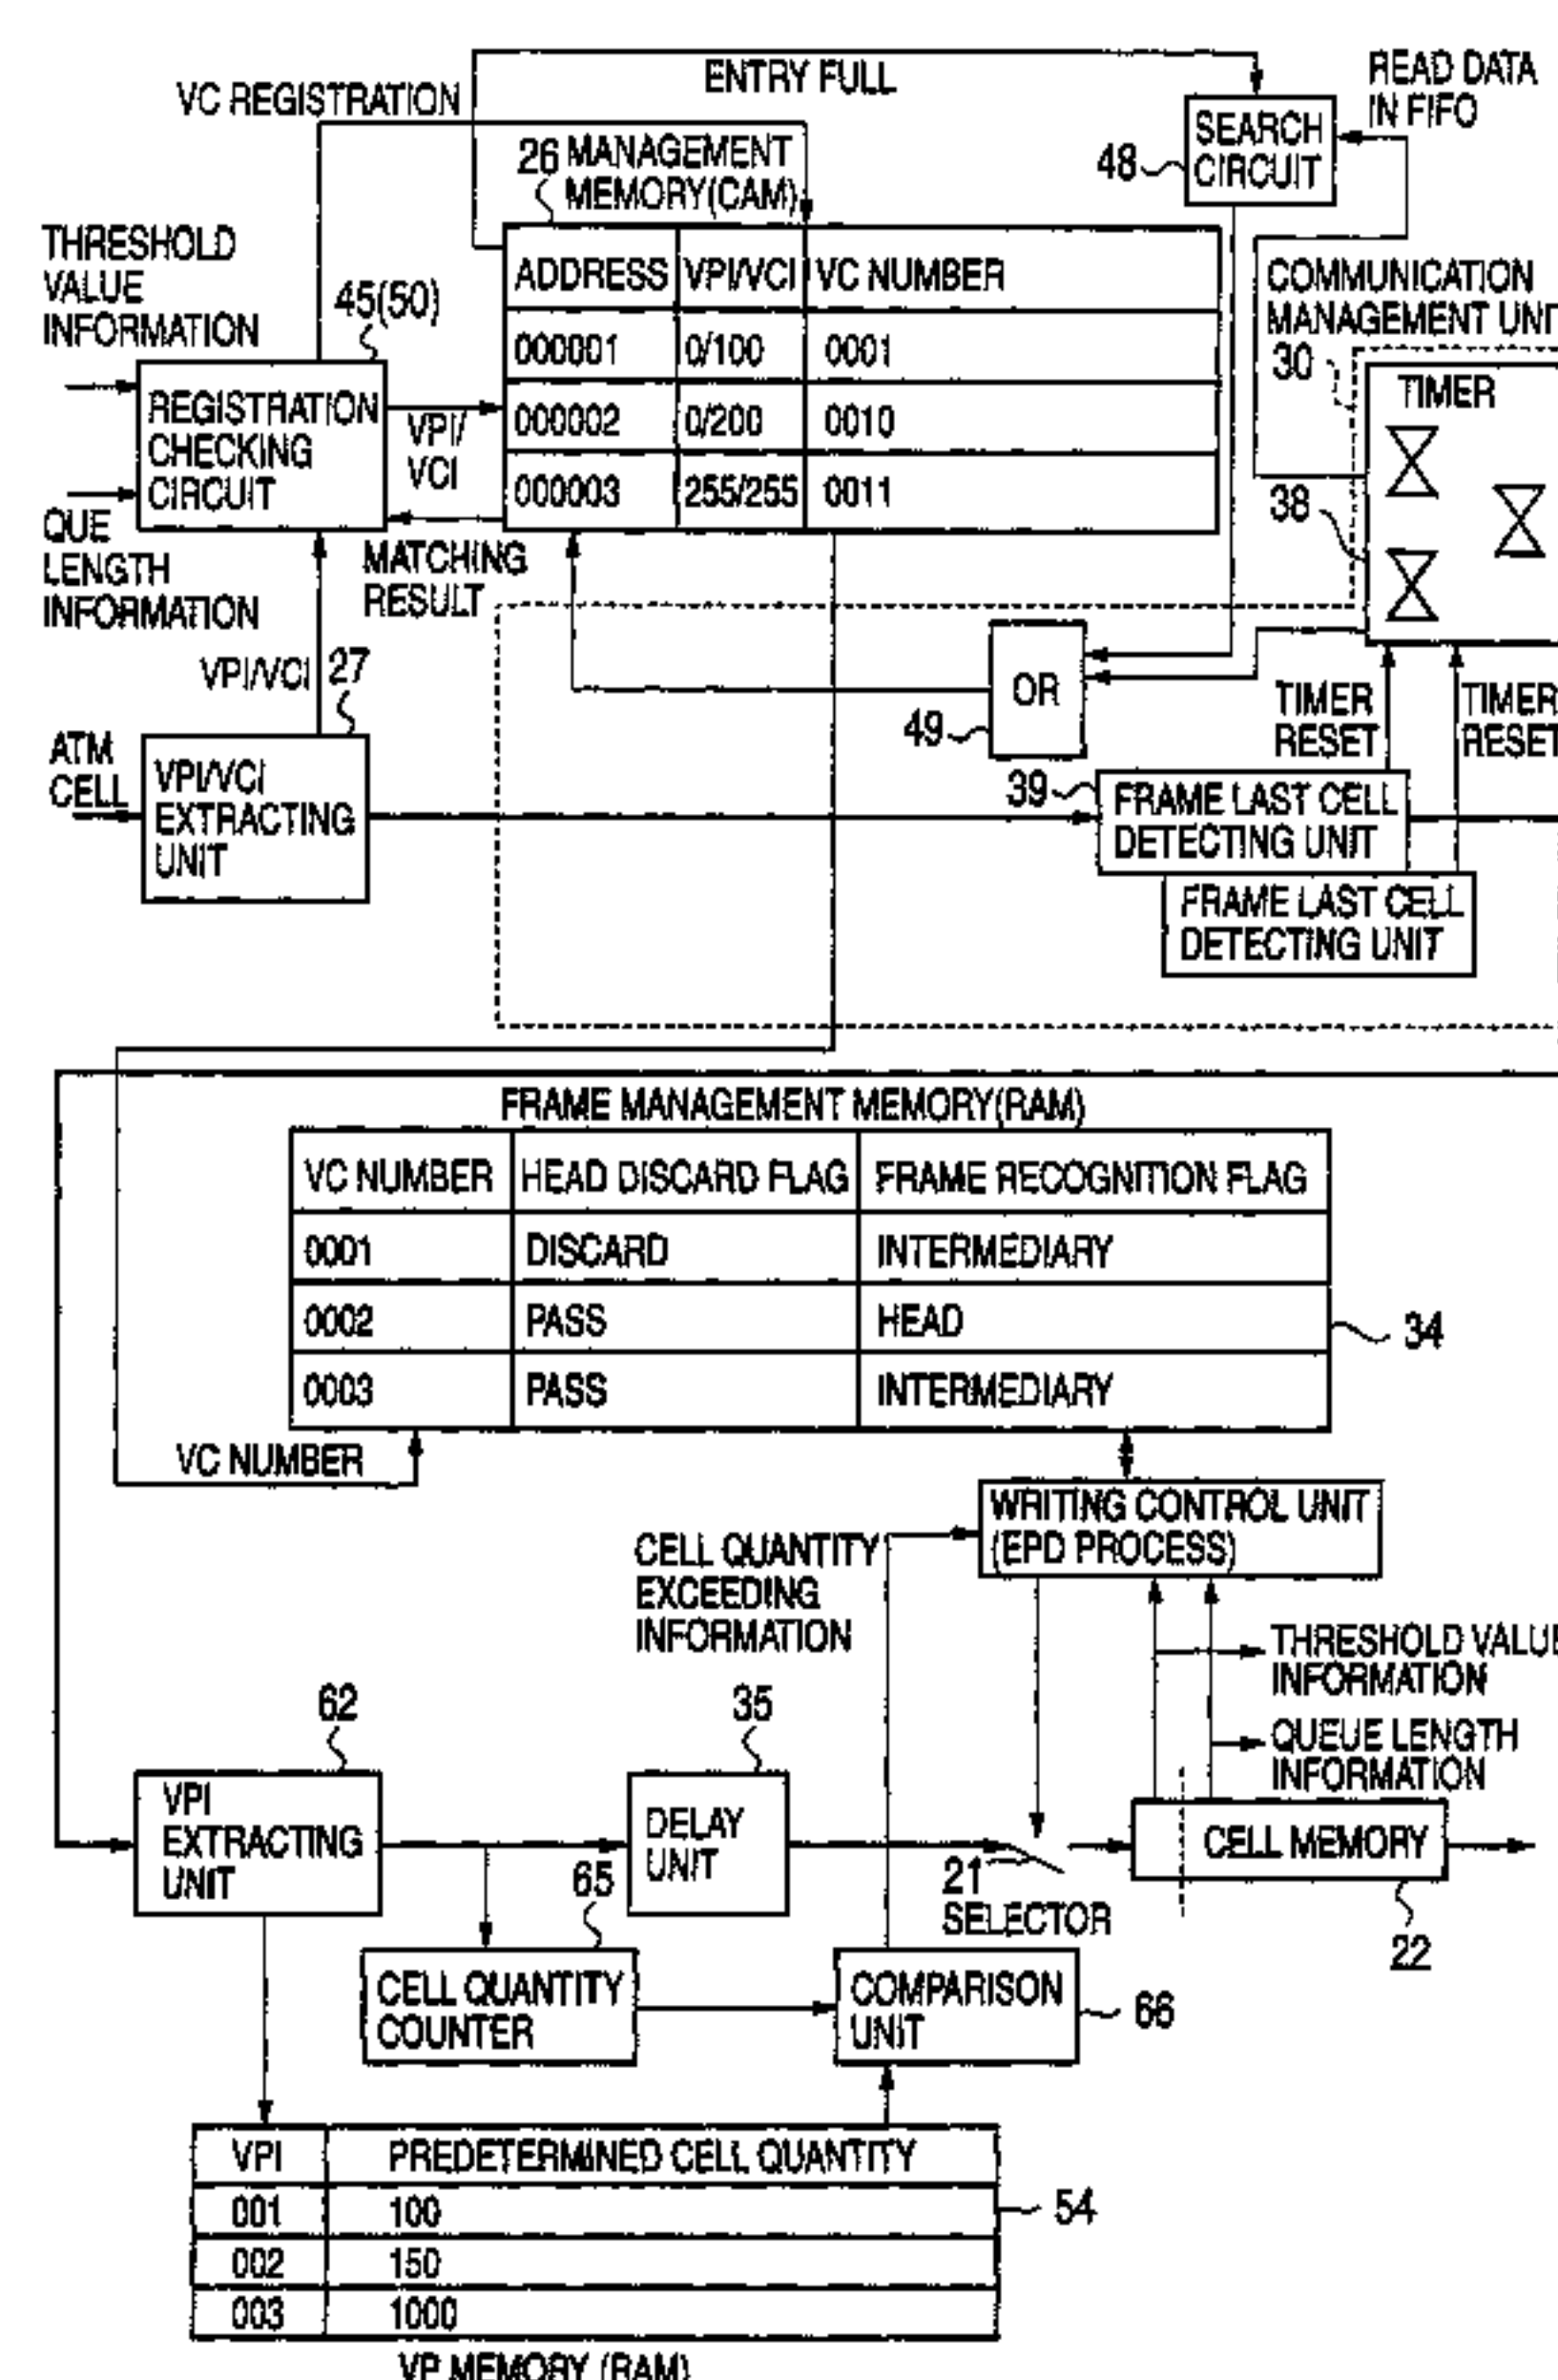 ENTRY FULL
READ DATA
IN FIFO
VC REGISTRATION
SEARCH
CIRCUIT
48
26 MANAGEMENT
MEMORY(CAM)
THRESHOLD
VALUE
INFORMATION
45(50)
ADDRESS VPI/VCI VC NUMBER
000001 0/100 0001
000002 0/200 0010
000003 255/255 0011
COMMUNICATION
MANAGEMENT
30
TIMER
38
REGISTRATION
CHECKING
CIRCUIT
VPI/
VCI
QUE
LENGTH
INFORMATION
MATCHING
RESULT
VPI/VCI 27
OR
49
TIMER
RESET
TIMER
RESET
ATM
CELL
VPI/VCI
EXTRACTING
UNIT
39
FRAME LAST CELL
DETECTING UNIT
FRAME LAST CELL
DETECTING UNIT
FRAME MANAGEMENT MEMORY(RAM)
VC NUMBER HEAD DISCARD FLAG FRAME RECOGNITION FLAG
0001 DISCARD INTERMEDIARY
0002 PASS HEAD
0003 PASS INTERMEDIARY
34
VC NUMBER
WRITING CONTROL UNIT
(EPD PROCESS)
CELL QUANTITY
EXCEEDING
INFORMATION
THRESHOLD VALUE
INFORMATION
QUEUE LENGTH
INFORMATION
62
35
VPI
EXTRACTING
UNIT
DELAY
UNIT
CELL MEMORY
65
21
SELECTOR
22
CELL QUANTITY
COUNTER
COMPARISON
UNIT
66
VPI PREDETERMINED CELL QUANTITY
001 100
002 150
003 1000
54
VP MEMORY (RAM)